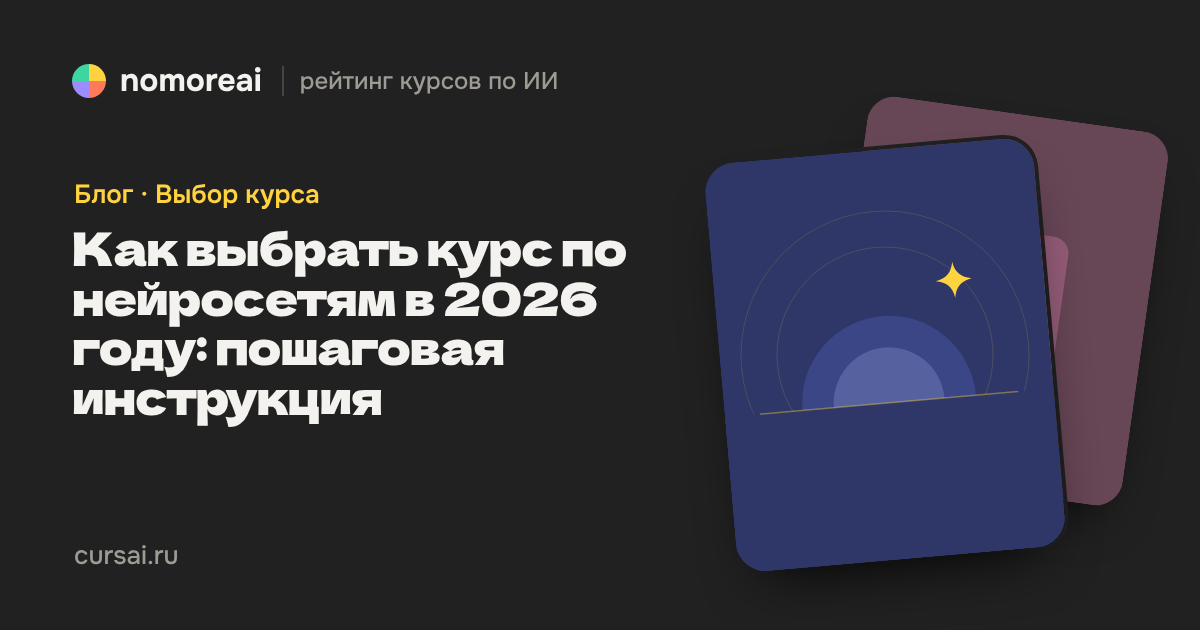 nomoreai | рейтинг курсов по ИИ
Блог · Выбор курса
Как выбрать курс по
нейросетям в 2026
году: пошаговая
инструкция
cursai.ru